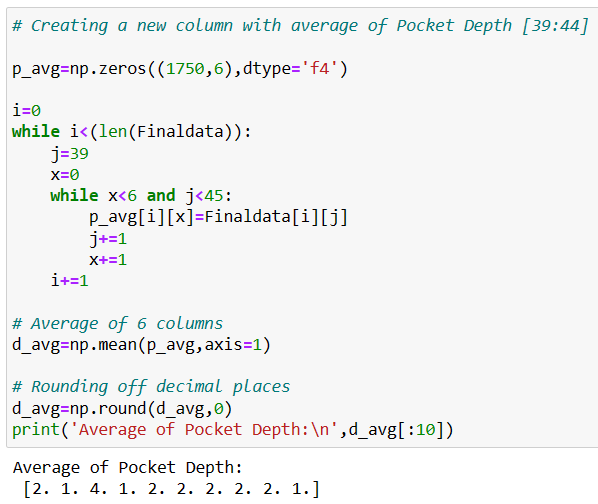 # Creating a new column with average of Pocket Depth [39:44]

p_avg=np.zeros((1750,6),dtype='f4')

i=0
while i<(len(Finaldata)):
    j=39
    x=0
    while x<6 and j<45:
        p_avg[i][x]=Finaldata[i][j]
        j+=1
        x+=1
    i+=1

# Average of 6 columns
d_avg=np.mean(p_avg,axis=1)

# Rounding off decimal places
d_avg=np.round(d_avg,0)
print('Average of Pocket Depth:\n',d_avg[:10])
Average of Pocket Depth:
 [2. 1. 4. 1. 2. 2. 2. 2. 2. 1.]